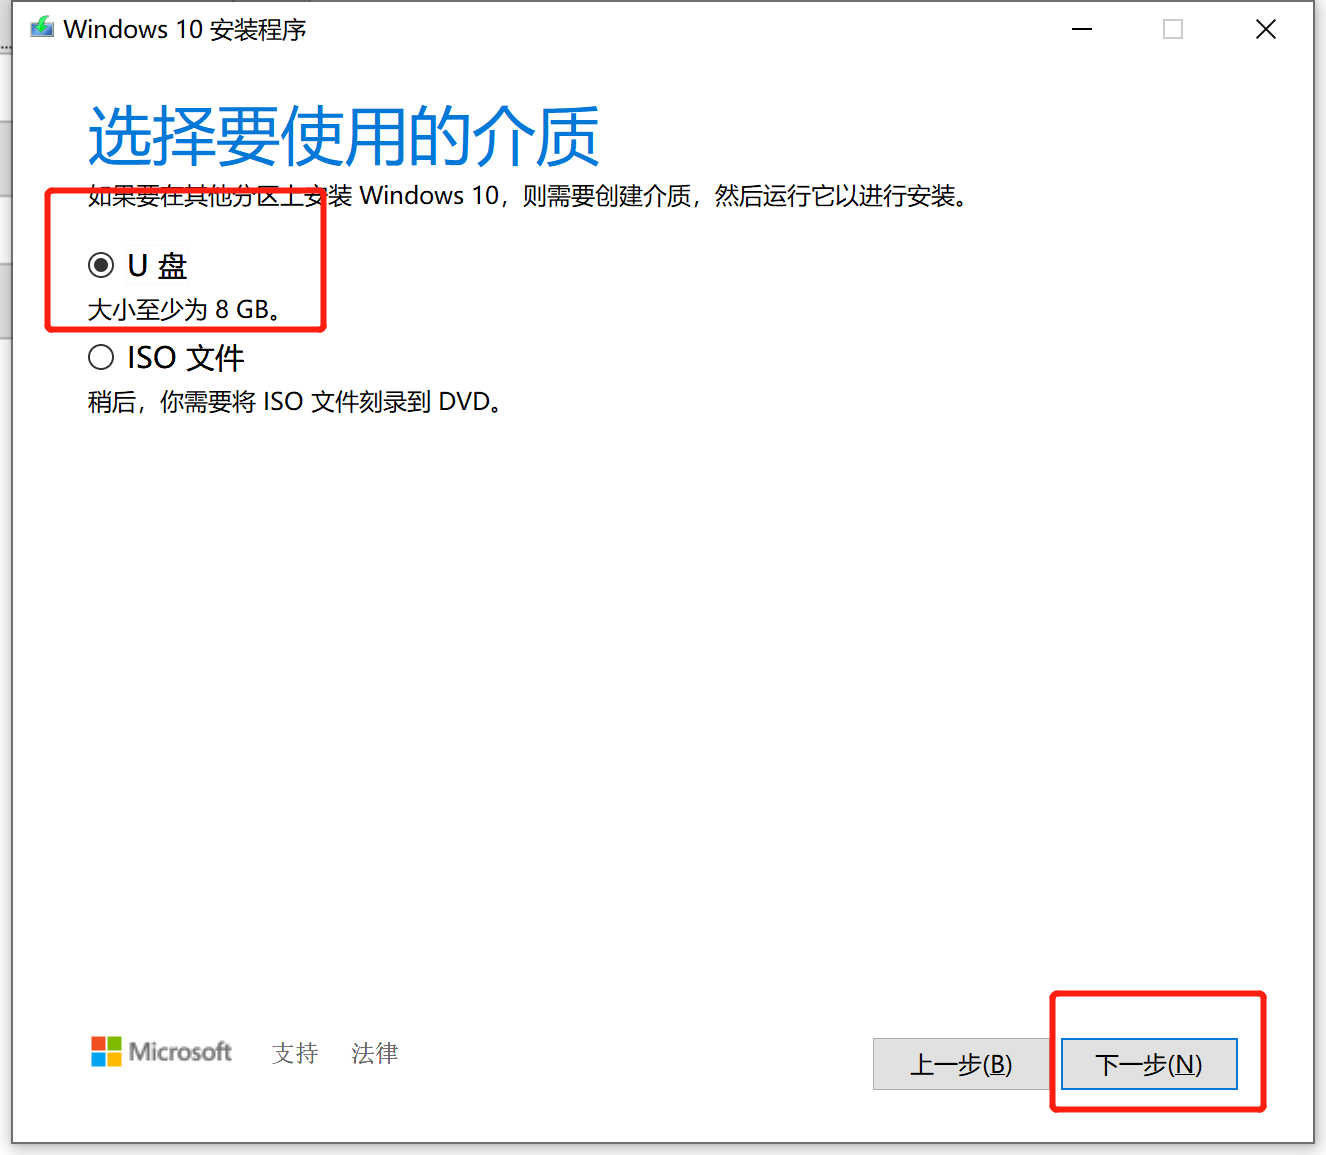 Windows 10 安装程序
选择要使用的介质
如果要在其他分区上安装 Windows 10，则需要创建介质，然后运行它以进行安装。
U 盘
大小至少为 8 GB。
ISO 文件
稍后，你需要将 ISO 文件刻录到 DVD。
Microsoft 支持 法律
上一步(B) 下一步(N)